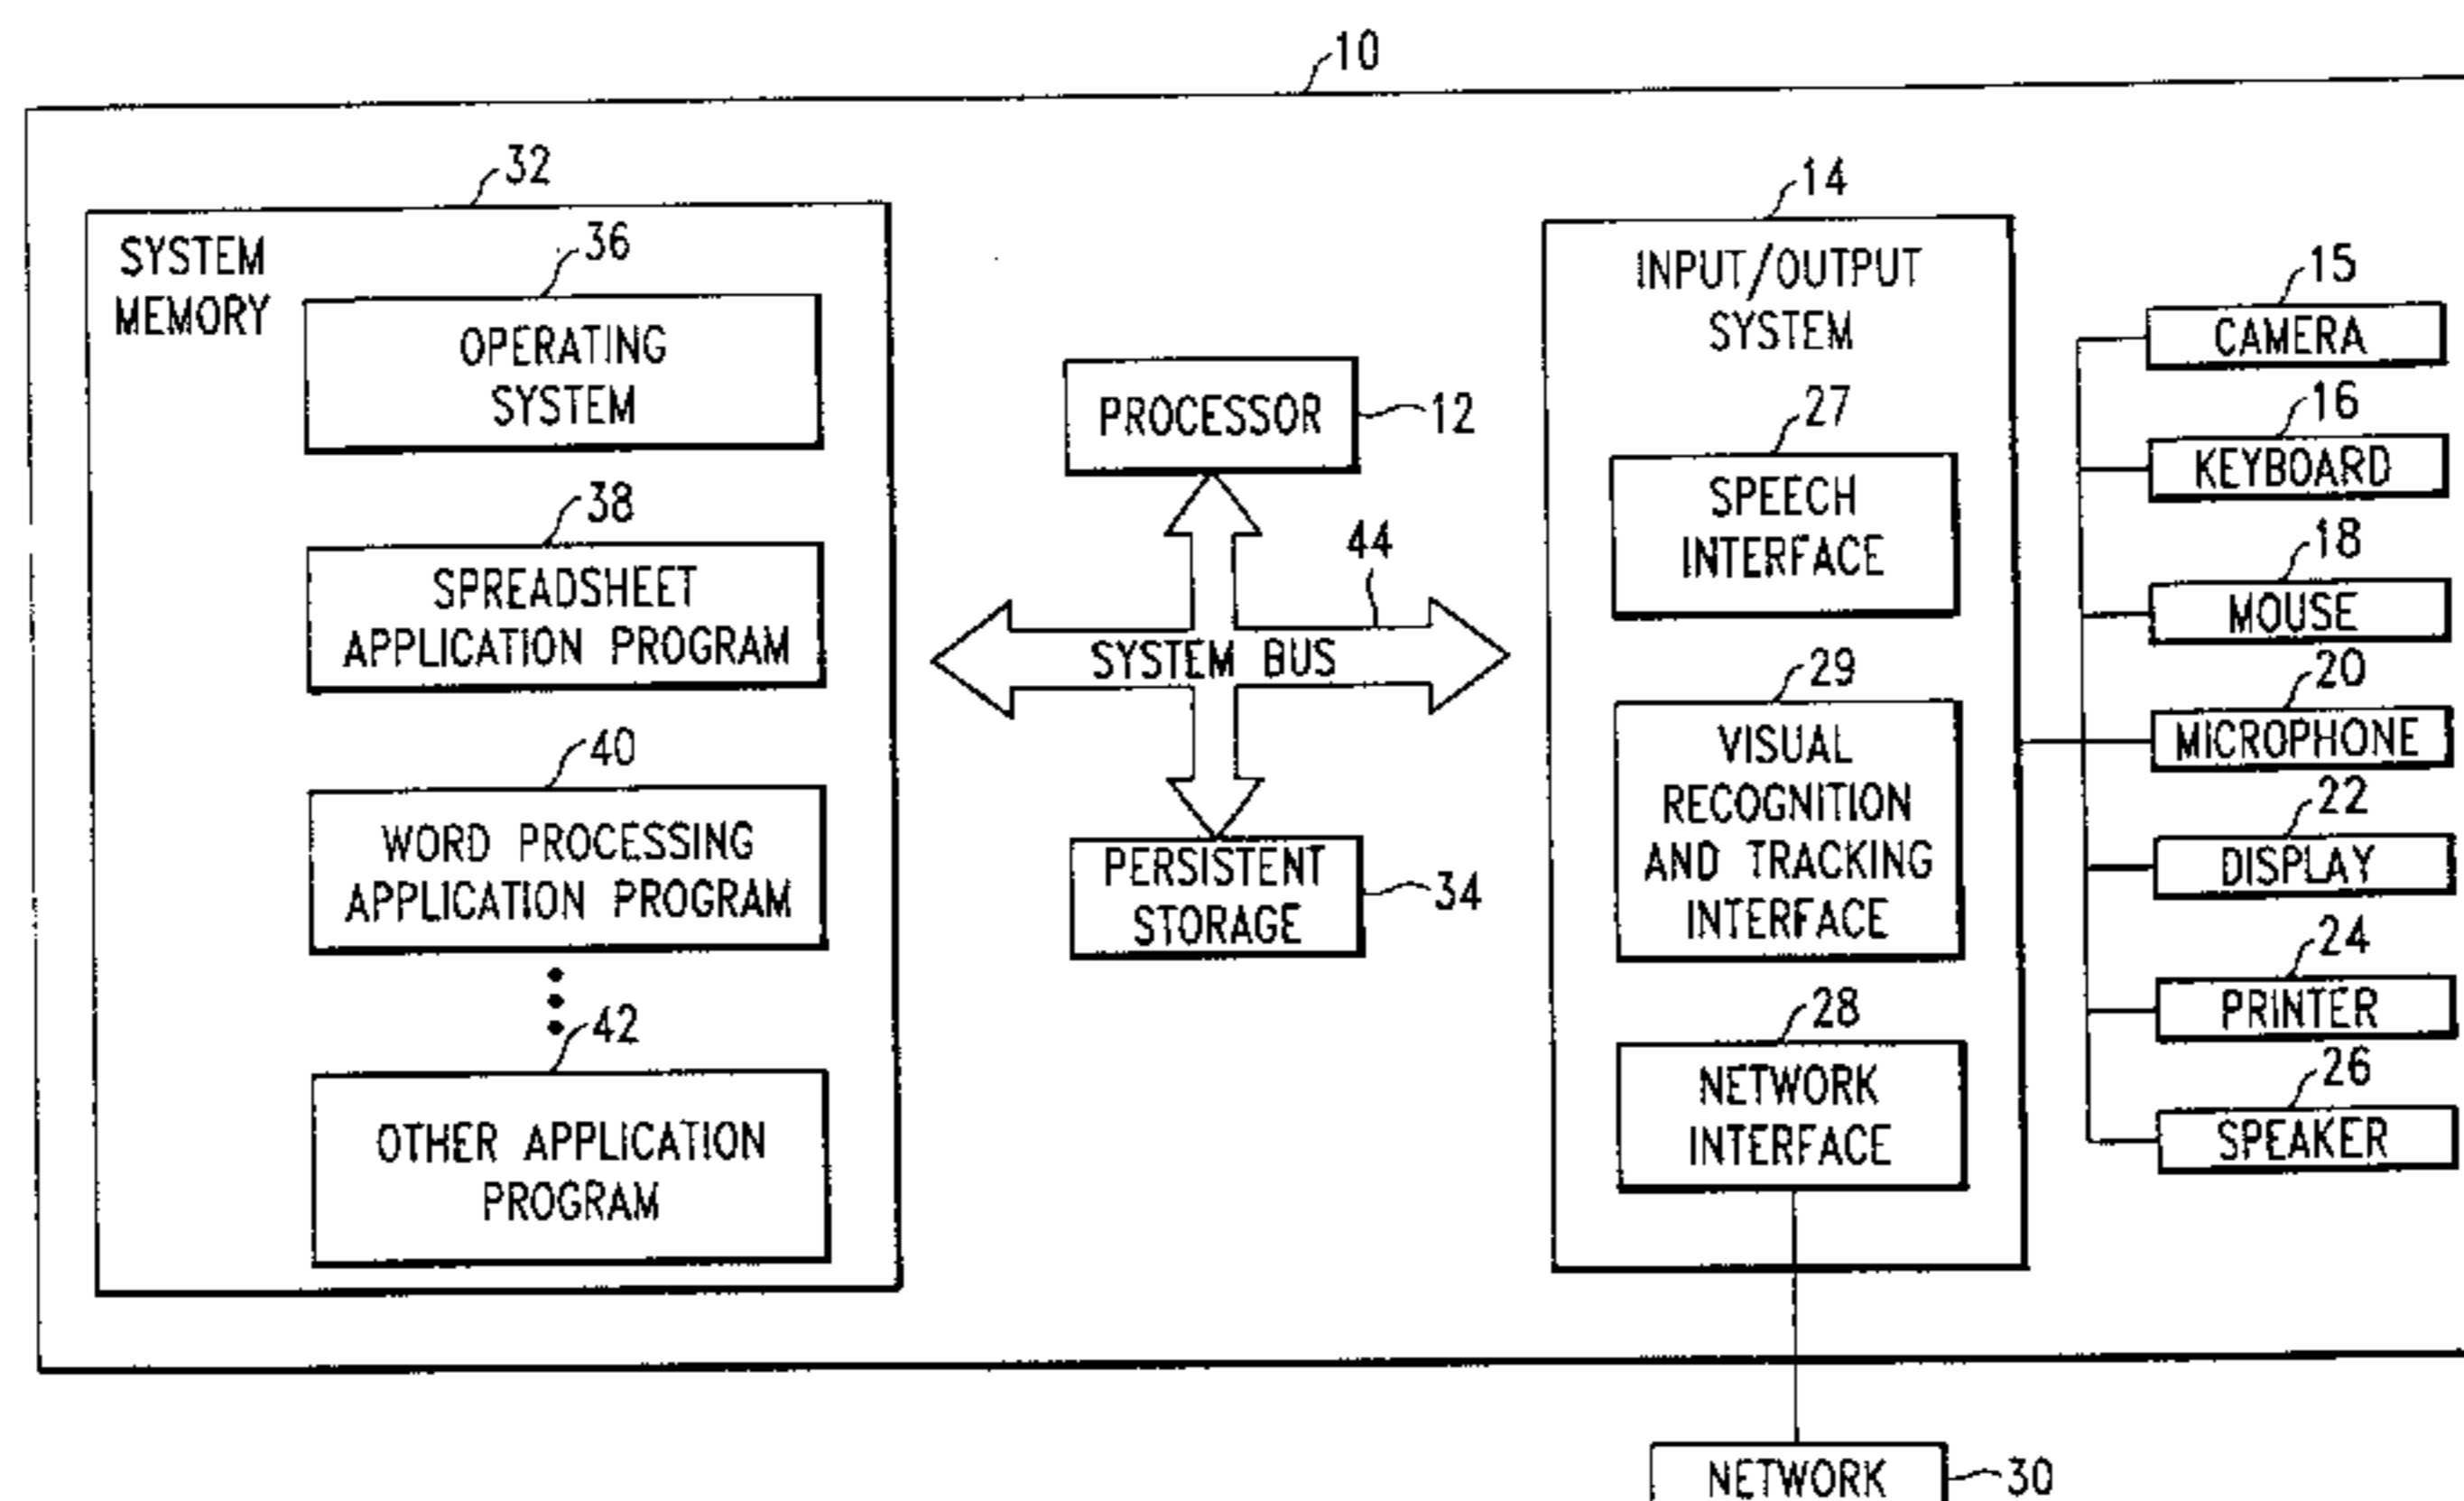 10
32
SYSTEM
MEMORY
36
OPERATING
SYSTEM
38
SPREADSHEET
APPLICATION PROGRAM
40
WORD PROCESSING
APPLICATION PROGRAM
42
OTHER APPLICATION
PROGRAM
PROCESSOR
12
44
SYSTEM BUS
PERSISTENT
STORAGE
34
14
INPUT/OUTPUT
SYSTEM
27
SPEECH
INTERFACE
29
VISUAL
RECOGNITION
AND TRACKING
INTERFACE
28
NETWORK
INTERFACE
15
CAMERA
16
KEYBOARD
18
MOUSE
20
MICROPHONE
22
DISPLAY
24
PRINTER
26
SPEAKER
NETWORK
30